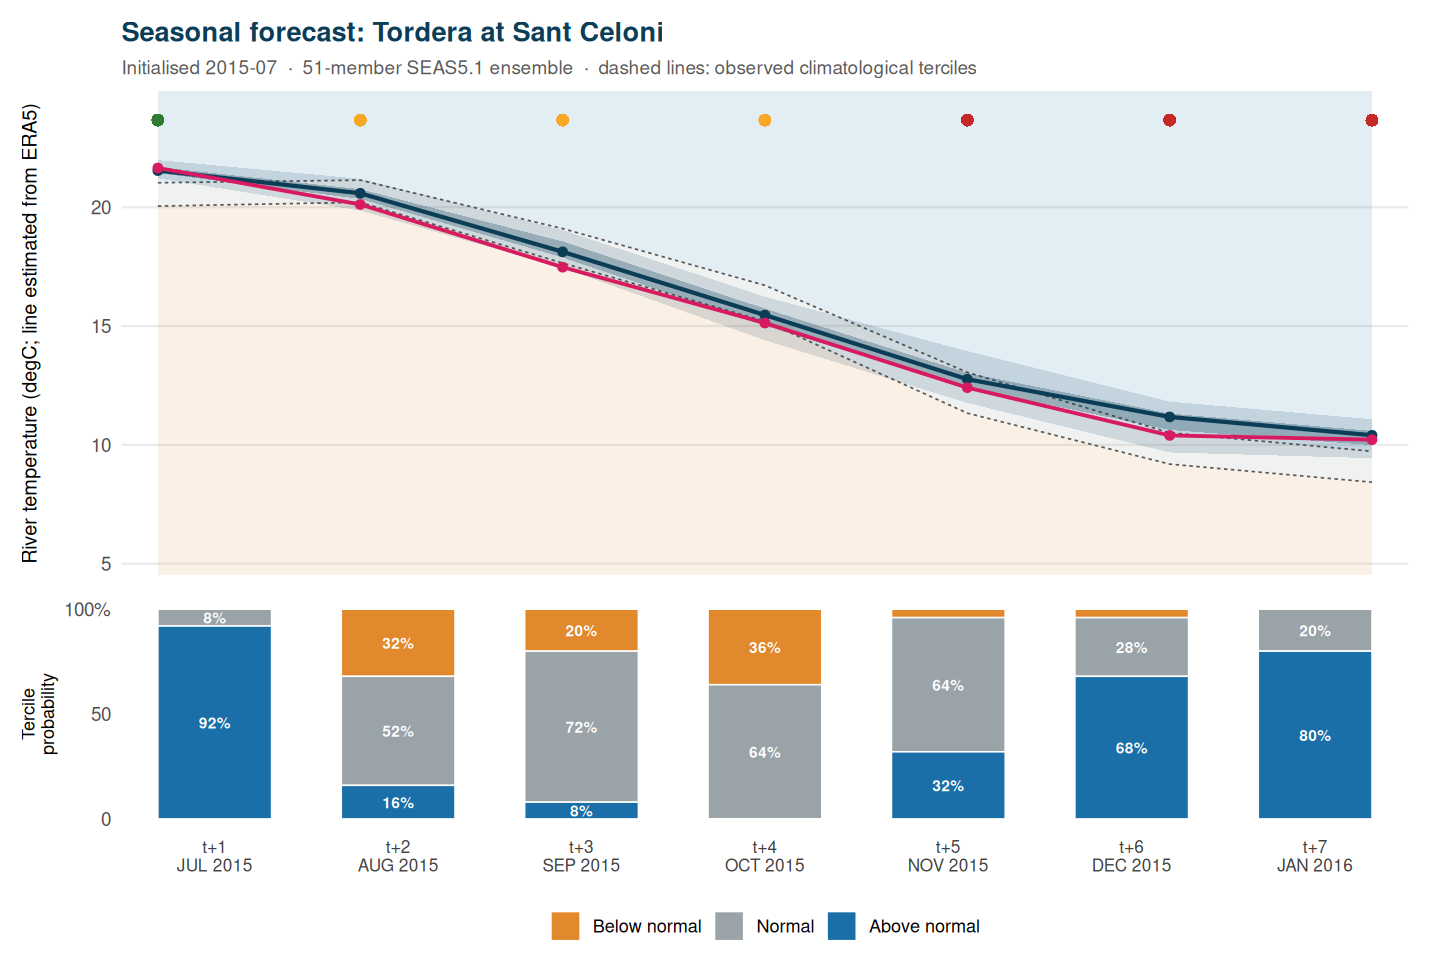 Seasonal forecast: Tordera at Sant Celoni
Initialised 2015-07 · 51-member SEAS5.1 ensemble · dashed lines: observed climatological terciles
River temperature (degC; line estimated from ERA5)
20
15
10
5
Tercile
probability
100%
50
0
8%
92%
32%
52%
16%
20%
72%
8%
36%
64%
64%
32%
28%
68%
20%
80%
t+1
JUL 2015
t+2
AUG 2015
t+3
SEP 2015
t+4
OCT 2015
t+5
NOV 2015
t+6
DEC 2015
t+7
JAN 2016
Below normal
Normal
Above normal